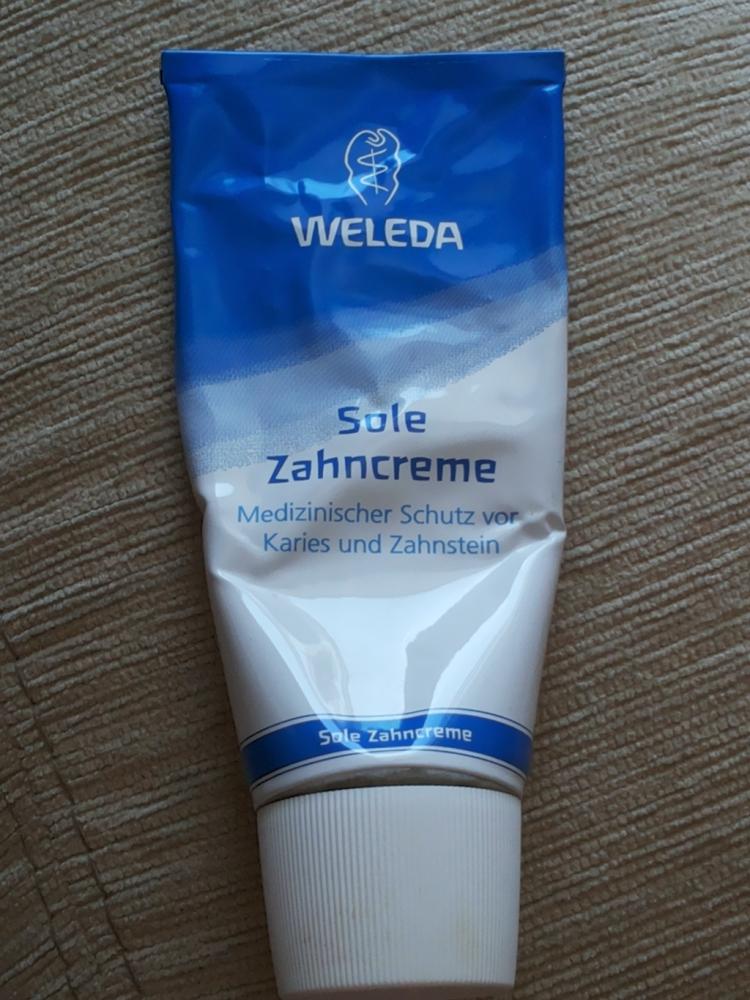 WELEDA
Sole
Zahncreme
Medizinischer Schutz vor
Karies und Zahnstein
Sole Zahncreme